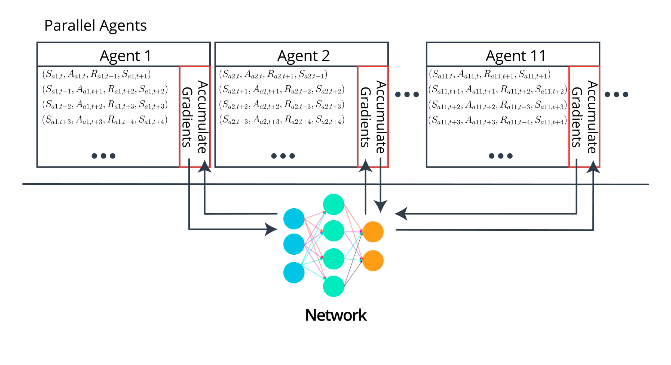 Parallel Agents
Agent 1
(S_{a1,t}, A_{a1,t}, R_{a1,t+1}, S_{a1,t+1})
(S_{a1,t+1}, A_{a1,t+1}, R_{a1,t+2}, S_{a1,t+2})
(S_{a1,t+2}, A_{a1,t+2}, R_{a1,t+3}, S_{a1,t+3})
(S_{a1,t+3}, A_{a1,t+3}, R_{a1,t+4}, S_{a1,t+4})
•••
Accumulate
Gradients
Agent 2
(S_{a2,t}, A_{a2,t}, R_{a2,t+1}, S_{a2,t+1})
(S_{a2,t+1}, A_{a2,t+1}, R_{a2,t+2}, S_{a2,t+2})
(S_{a2,t+2}, A_{a2,t+2}, R_{a2,t+3}, S_{a2,t+3})
(S_{a2,t+3}, A_{a2,t+3}, R_{a2,t+4}, S_{a2,t+4})
•••
Accumulate
Gradients
•••
Agent 11
(S_{a11,t}, A_{a11,t}, R_{a11,t+1}, S_{a11,t+1})
(S_{a11,t+1}, A_{a11,t+1}, R_{a11,t+2}, S_{a11,t+2})
(S_{a11,t+2}, A_{a11,t+2}, R_{a11,t+3}, S_{a11,t+3})
(S_{a11,t+3}, A_{a11,t+3}, R_{a11,t+4}, S_{a11,t+4})
•••
Accumulate
Gradients
•••
Network